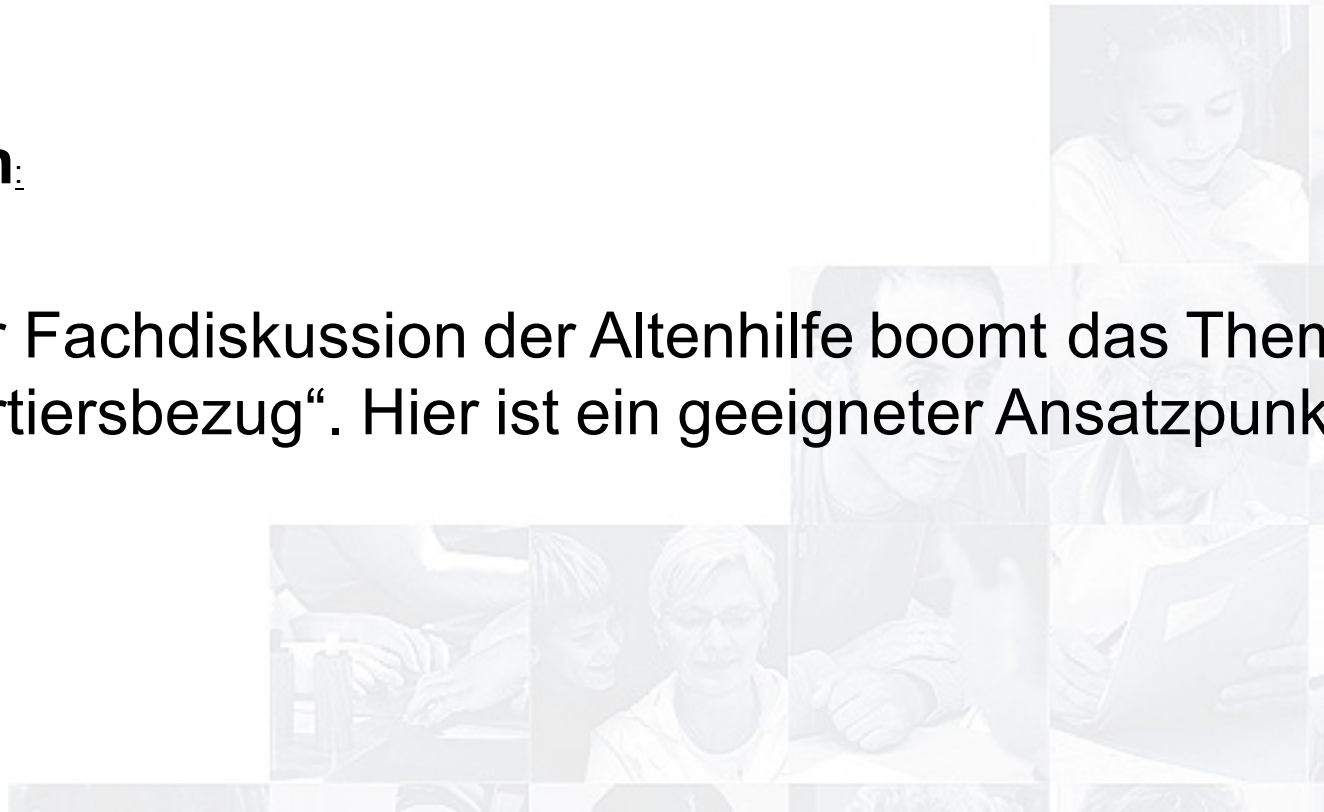 n:
r Fachdiskussion der Altenhilfe boomt das Them
rtiersbezug“. Hier ist ein geeigneter Ansatzpunk